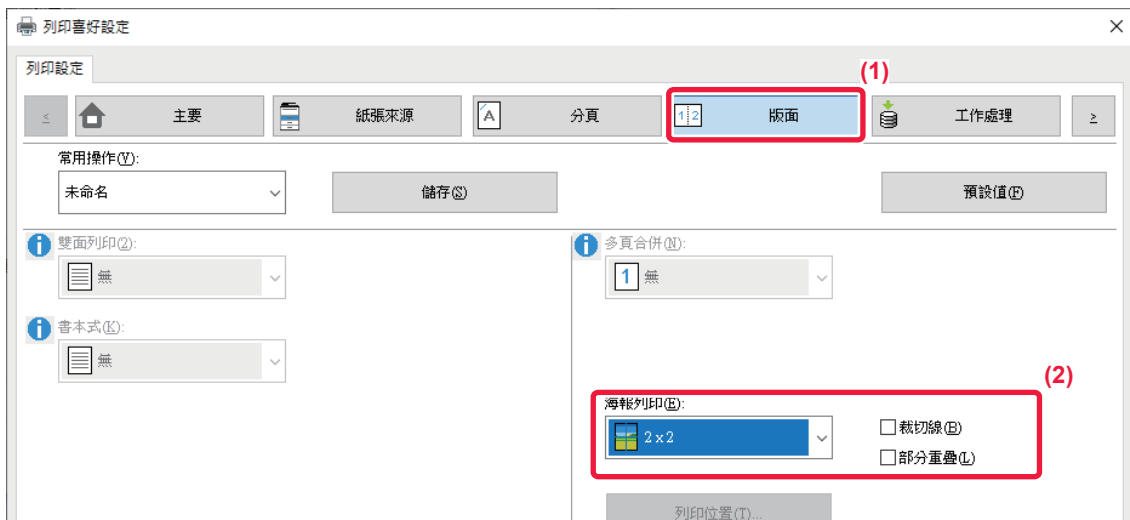 列印喜好設定
列印設定
(1)
< 主要 紙張來源 A 分頁 1 2 版面 工作處理 >
常用操作(V):
未命名 儲存(S) 預設值(F)
雙面列印(2): 多頁合併(N):
無 1 無
書本式(K):
無
(2)
海報列印(E):
2x2 裁切線(B)
部分重疊(L)
列印位置(T)...